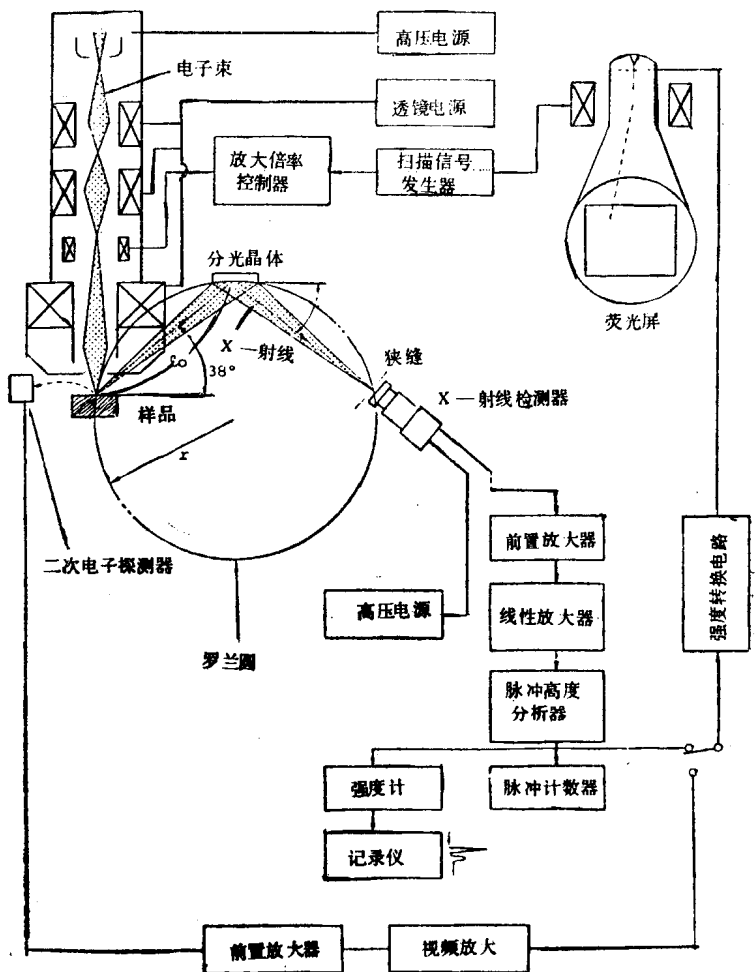 高压电源
电子束
透镜电源
放大倍率
控制器
扫描信号
发生器
分光晶体
荧光屏
X—射线
38°
狭缝
样品
X—射线检测器
r
二次电子探测器
前置放大器
强度转换电路
高压电源
线性放大器
罗兰圆
脉冲高度
分析器
强度计
脉冲计数器
记录仪
前置放大器
视频放大